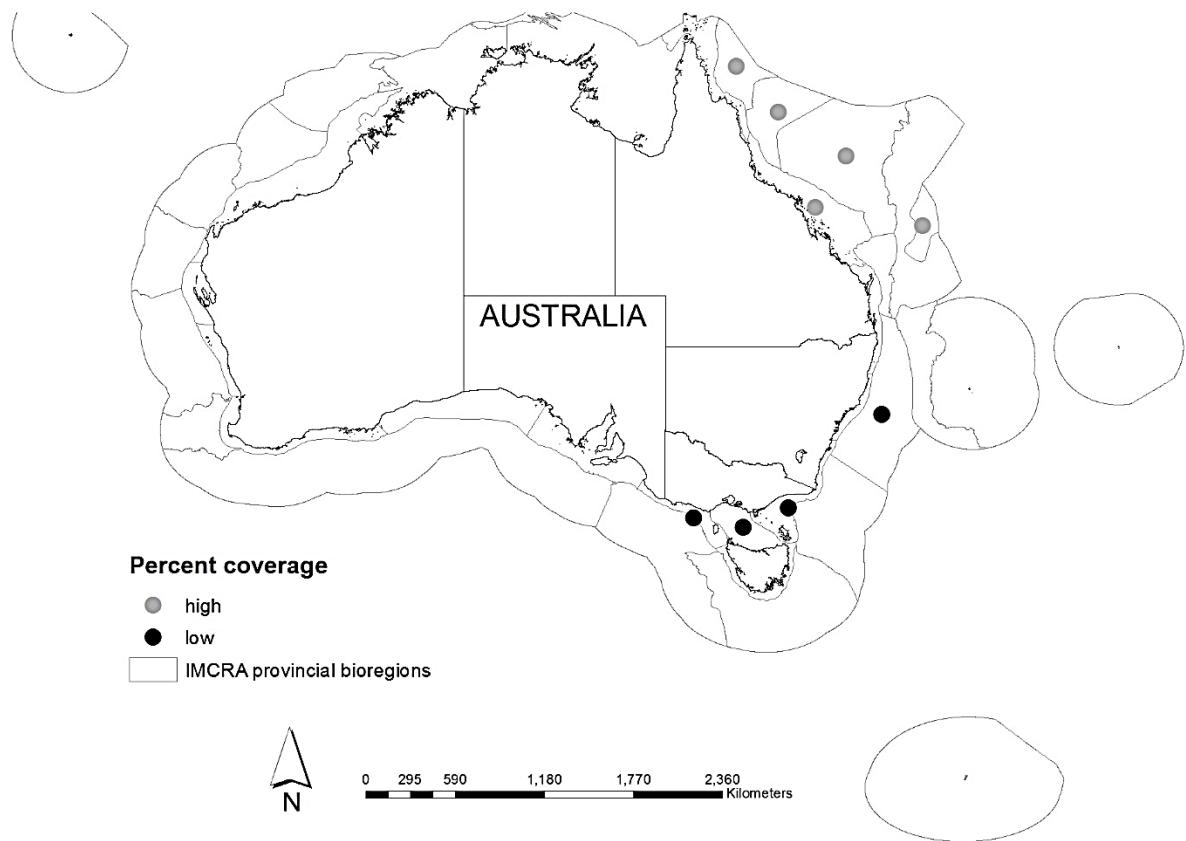 AUSTRALIA
Percent coverage
high
low
IMCRA provincial bioregions
N
0 295 590 1,180 1,770 2,360
Kilometers